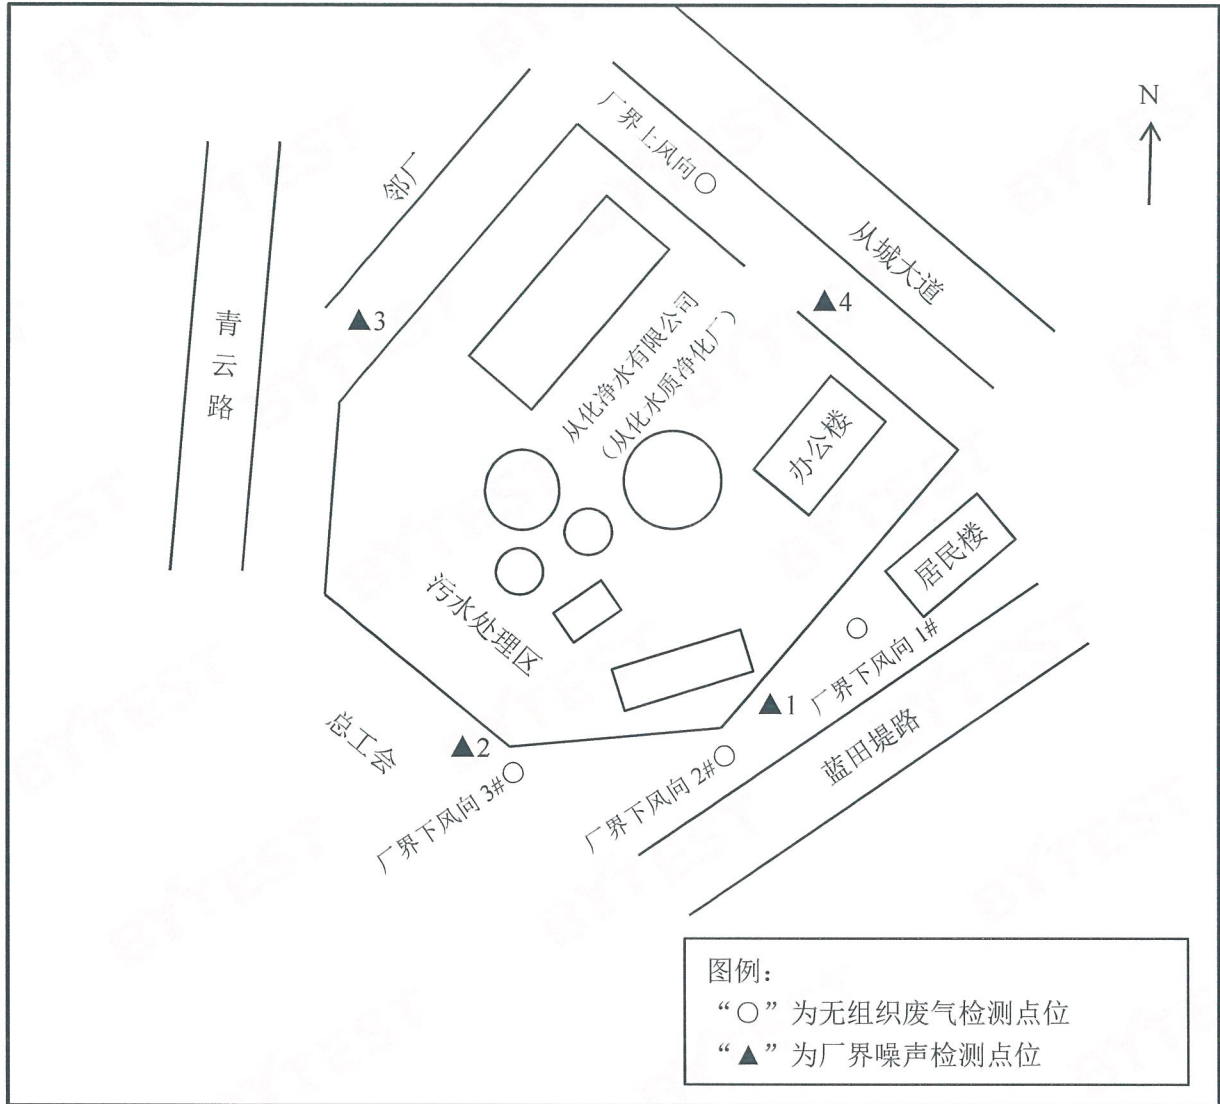 N
厂界上风向
邻厂
从城大道
▲4
▲3
青云路
从化净水有限公司
（从化水质净化厂）
办公楼
居民楼
污水处理区
厂界下风向 1#
▲1
蓝田堤路
总工会
▲2
厂界下风向 2#
厂界下风向 3#
图例：
“○”为无组织废气检测点位
“▲”为厂界噪声检测点位
BYTEST